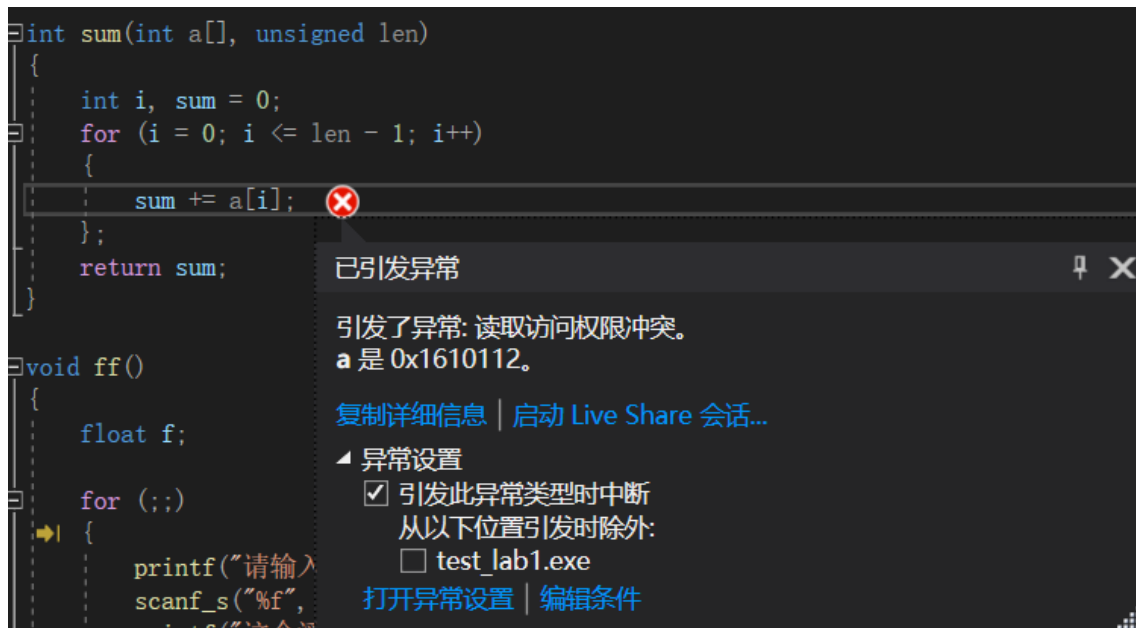 int sum(int a[], unsigned len)
{
int i, sum = 0;
for (i = 0; i <= len - 1; i++)
{
sum += a[i];
};
return sum;
}
void ff()
{
float f;
for (;;)
{
printf("请输入
scanf_s("%f",
已引发异常
引发了异常: 读取访问权限冲突。
a 是 0x1610112。
复制详细信息 | 启动 Live Share 会话...
异常设置
引发此异常类型时中断
从以下位置引发时除外:
test_lab1.exe
打开异常设置 | 编辑条件